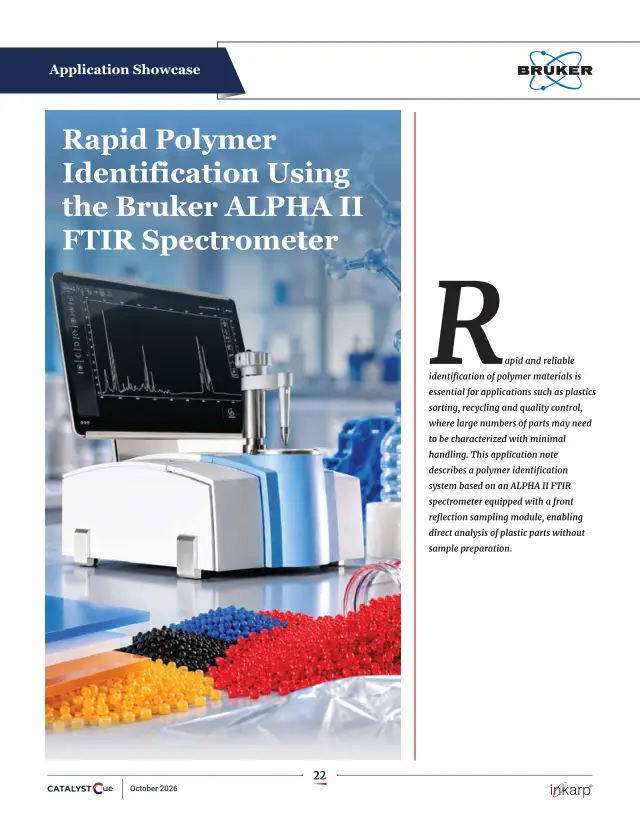 Application Showcase
BRUKER
Rapid Polymer
Identification Using
the Bruker ALPHA II
FTIR Spectrometer
Rapid and reliable
identification of polymer materials is
essential for applications such as plastics
sorting, recycling and quality control,
where large numbers of parts may need
to be characterized with minimal
handling. This application note
describes a polymer identification
system based on an ALPHA II FTIR
spectrometer equipped with a front
reflection sampling module, enabling
direct analysis of plastic parts without
sample preparation.
22
CATALYST Cue
October 2026
inkarp®